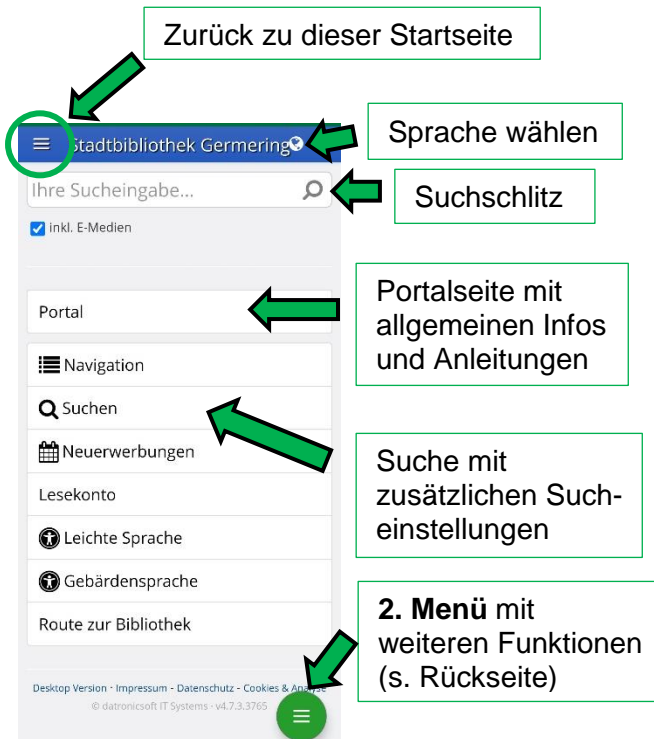 Zurück zu dieser Startseite
Stadtbibliothek Germering
Sprache wählen
Ihre Sucheingabe...
Suchschlitz
inkl. E-Medien
Portal
Portalseite mit
allgemeinen Infos
und Anleitungen
Navigation
Suchen
Neuerwerbungen
Suche mit
zusätzlichen Such-
einstellungen
Lesekonto
Leichte Sprache
Gebärdensprache
Route zur Bibliothek
2. Menü mit
weiteren Funktionen
(s. Rückseite)
Desktop Version - Impressum - Datenschutz - Cookies & Analyse
© datronicsoft IT Systems - v4.7.3.3765